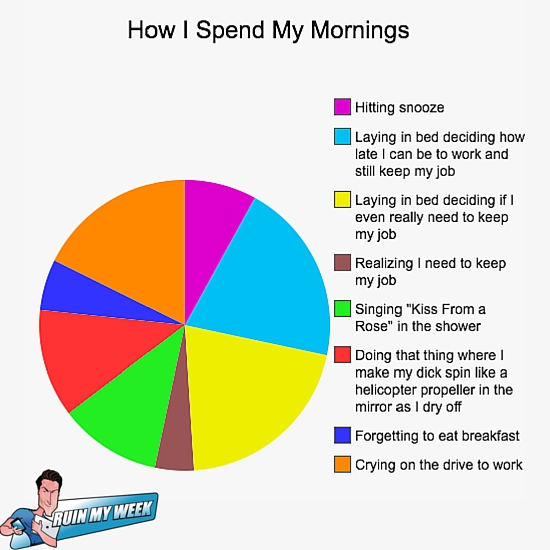 How I Spend My Mornings
Hitting snooze
Laying in bed deciding how
late I can be to work and
still keep my job
Laying in bed deciding if I
even really need to keep
my job
Realizing I need to keep
my job
Singing "Kiss From a
Rose" in the shower
Doing that thing where I
make my dick spin like a
helicopter propeller in the
mirror as I dry off
Forgetting to eat breakfast
Crying on the drive to work
RUIN MY WEEK